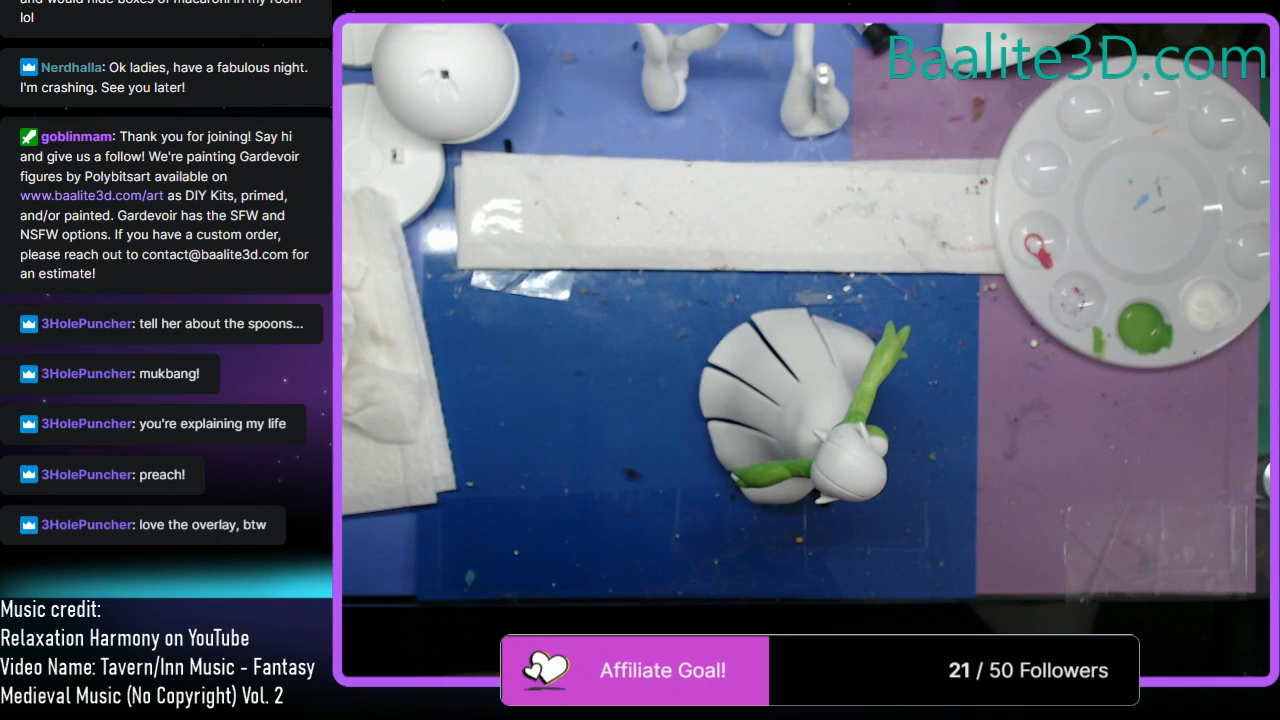 and would hide boxes of macaroni in my room
lol
Nerdhalla: Ok ladies, have a fabulous night.
I'm crashing. See you later!
goblinmam: Thank you for joining! Say hi
and give us a follow! We're painting Gardevoir
figures by Polybitsart available on
www.baalite3d.com/art as DIY Kits, primed,
and/or painted. Gardevoir has the SFW and
NSFW options. If you have a custom order,
please reach out to contact@baalite3d.com for
an estimate!
3HolePuncher: tell her about the spoons...
3HolePuncher: mukbang!
3HolePuncher: you're explaining my life
3HolePuncher: preach!
3HolePuncher: love the overlay, btw
Music credit:
Relaxation Harmony on YouTube
Video Name: Tavern/Inn Music - Fantasy
Medieval Music (No Copyright) Vol. 2
Baalite3D.com
Affiliate Goal!
21 / 50 Followers